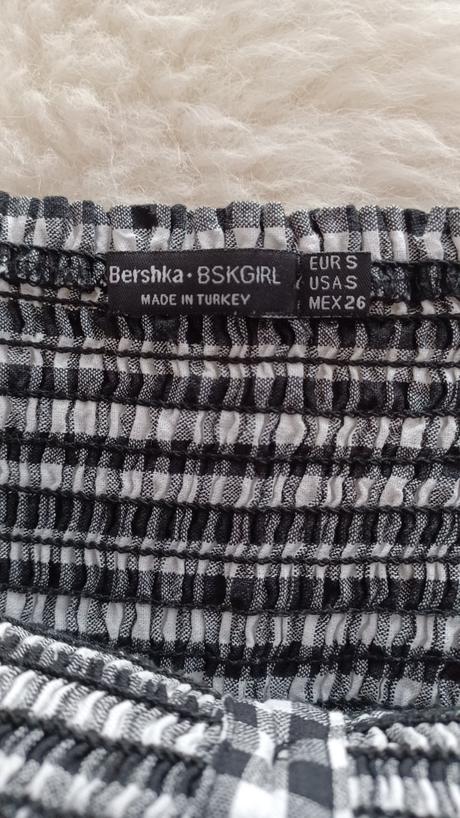 Bershka • BSKGIRL
MADE IN TURKEY
EUR S
USA S
MEX 26